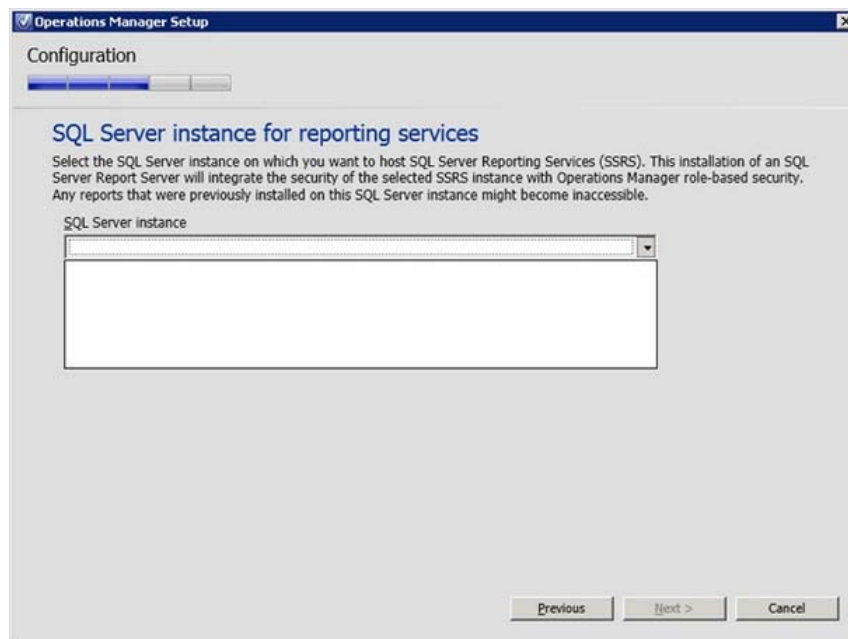 Operations Manager Setup
Configuration
SQL Server instance for reporting services
Select the SQL Server instance on which you want to host SQL Server Reporting Services (SSRS). This installation of an SQL
Server Report Server will integrate the security of the selected SSRS instance with Operations Manager role-based security.
Any reports that were previously installed on this SQL Server instance might become inaccessible.
SQL Server instance
Previous
Next >
Cancel